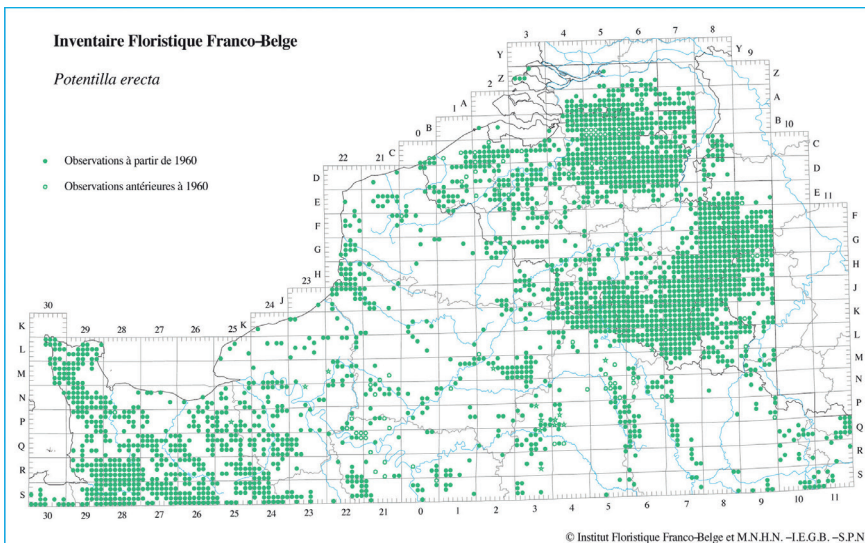 Inventaire Floristique Franco–Belge
Potentilla erecta
Observations à partir de 1960
Observations antérieures à 1960
3 4 5 6 7 8
Y Y
9
Z Z
2
A A
1
B B
0 10
C C
22 21
D D
E E
11
F F
G G
H H
23
J J
24
30 K K
29 28 27 26 25
K
L L
M M
N N
P P
Q Q
R R
S S
30 29 28 27 26 25 24 23 22 21 0 1 2 3 4 5 6 7 8 9 10 11
© Institut Floristique Franco-Belge et M.N.H.N. –I.E.G.B. –S.P.N